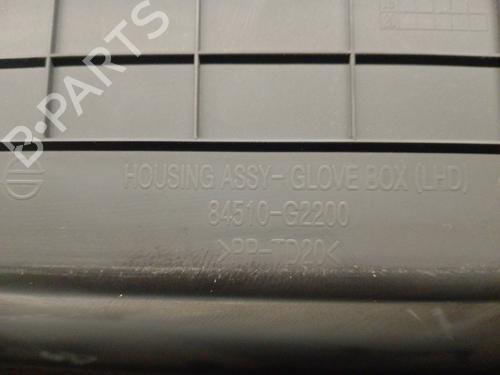 B-PARTS
HOUSING ASSY- GLOVE BOX (LHD)
84510-G2200
>PP-TD20<